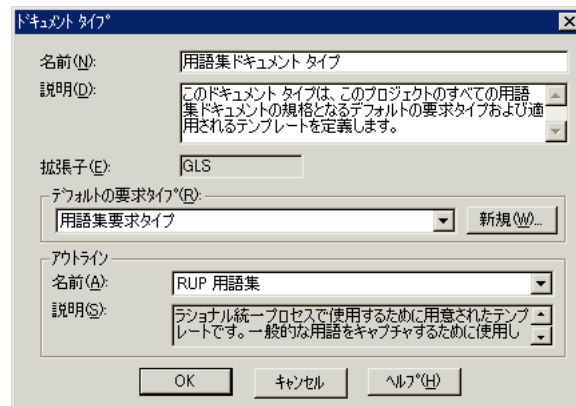 ﾄﾞｷｭﾒﾝﾄ ﾀｲﾌﾟ
名前(N): 用語集ドキュメント タイプ
説明(D): このドキュメント タイプは、このプロジェクトのすべての用語
集ドキュメントの規格となるデフォルトの要求タイプおよび適
用されるテンプレートを定義します。
拡張子(E): GLS
ﾃﾞﾌｫﾙﾄの要求ﾀｲﾌﾟ(R):
用語集要求タイプ 新規(W)...
ｱｳﾄﾗｲﾝ
名前(A): RUP 用語集
説明(S): ラショナル統一プロセスで使用するために用意されたテンプ
レートです。一般的な用語をキャプチャするために使用し
OK ｷｬﾝｾﾙ ﾍﾙﾌﾟ(H)